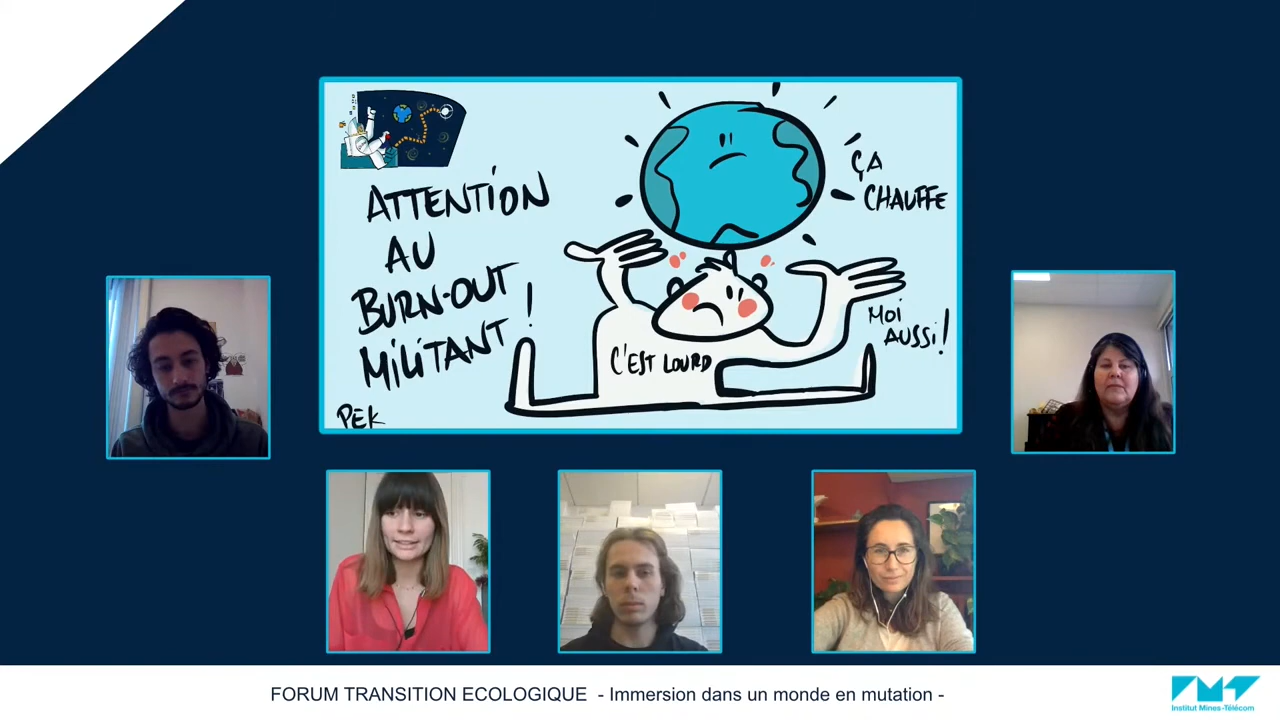 ATTENTION
AU
BURN-OUT
MILITANT !
ÇA
CHAUFFE
MOI
AUSSI !
C'EST LOURD
PEK
FORUM TRANSITION ECOLOGIQUE - Immersion dans un monde en mutation -
IMT
Institut Mines-Télécom